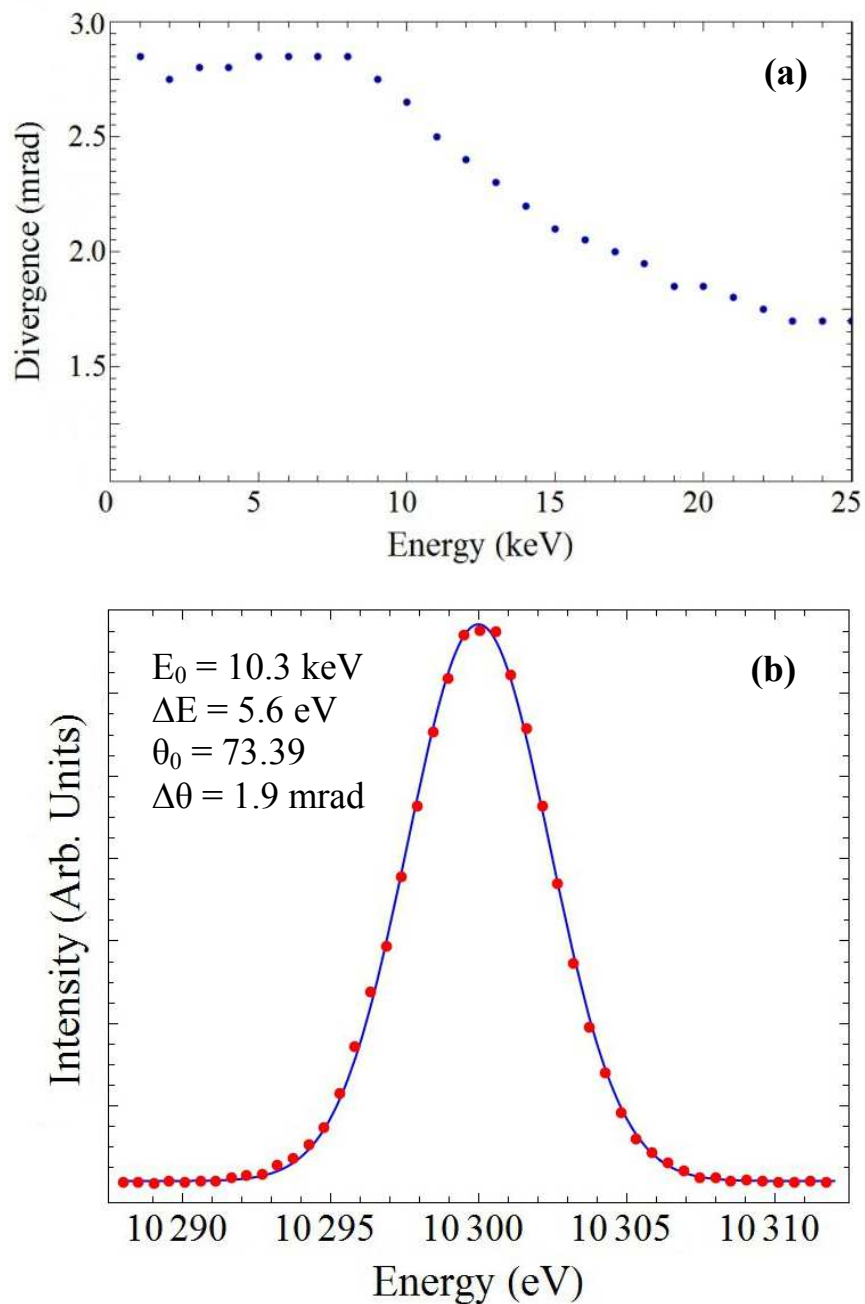 (a)
3.0
2.5
2.0
1.5
Divergence (mrad)
0 5 10 15 20 25
Energy (keV)
E₀ = 10.3 keV
ΔE = 5.6 eV
θ₀ = 73.39
Δθ = 1.9 mrad
(b)
Intensity (Arb. Units)
10 290 10 295 10 300 10 305 10 310
Energy (eV)